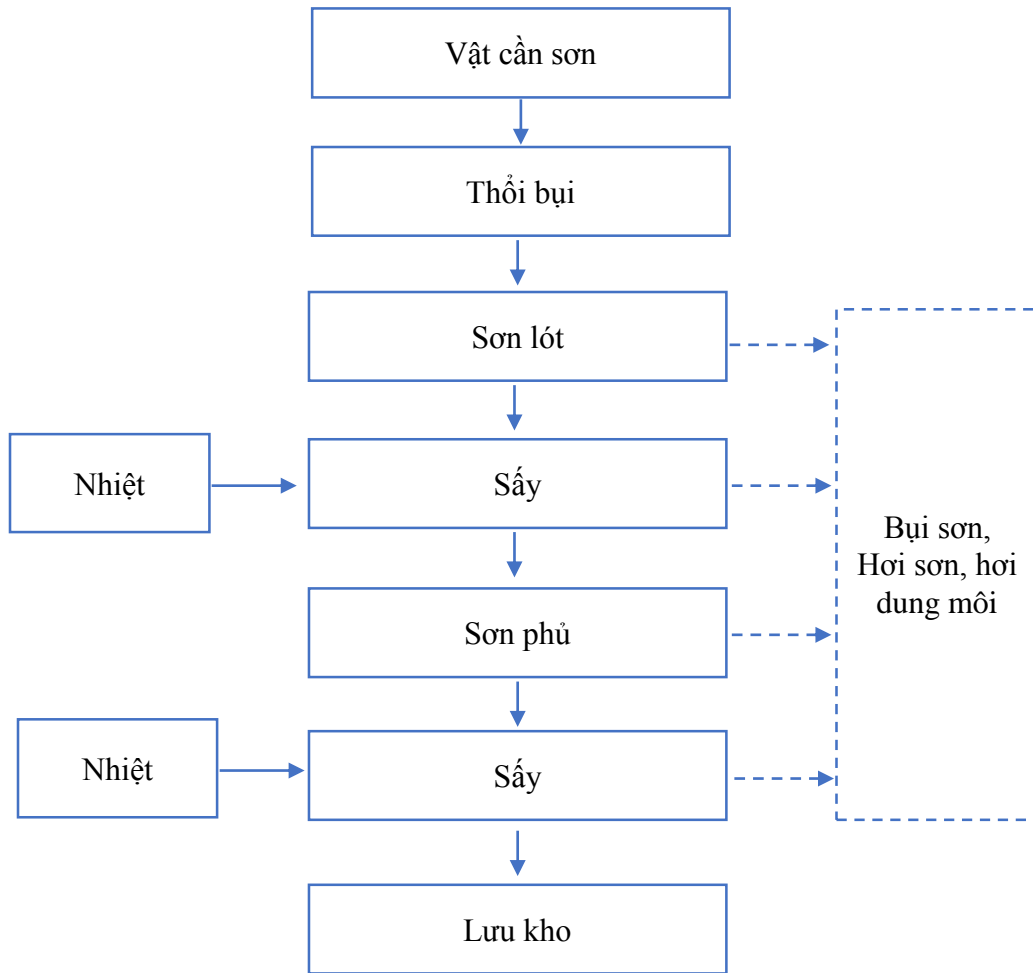 Vật cần sơn
Thổi bụi
Sơn lót
Nhiệt
Sấy
Bụi sơn,
Hơi sơn, hơi
dung môi
Sơn phủ
Nhiệt
Sấy
Lưu kho